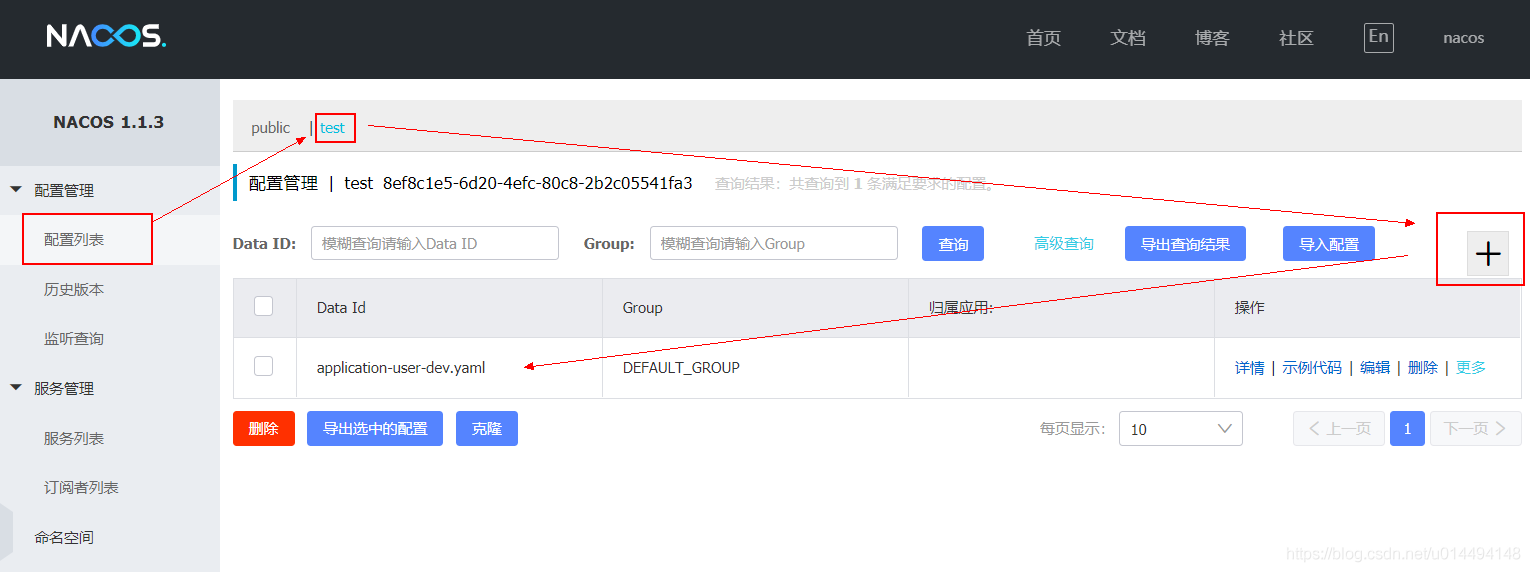 NACOS.
首页 文档 博客 社区 En nacos
NACOS 1.1.3
配置管理
配置列表
历史版本
监听查询
服务管理
服务列表
订阅者列表
命名空间
public | test
配置管理 | test 8ef8c1e5-6d20-4efc-80c8-2b2c05541fa3 查询结果：共查询到 1 条满足要求的配置。
Data ID: 模糊查询请输入Data ID Group: 模糊查询请输入Group 查询 高级查询 导出查询结果 导入配置 +
Data Id Group 归属应用: 操作
application-user-dev.yaml DEFAULT_GROUP 详情 | 示例代码 | 编辑 | 删除 | 更多
删除 导出选中的配置 克隆 每页显示： 10 上一页 1 下一页
https://blog.csdn.net/u014494148